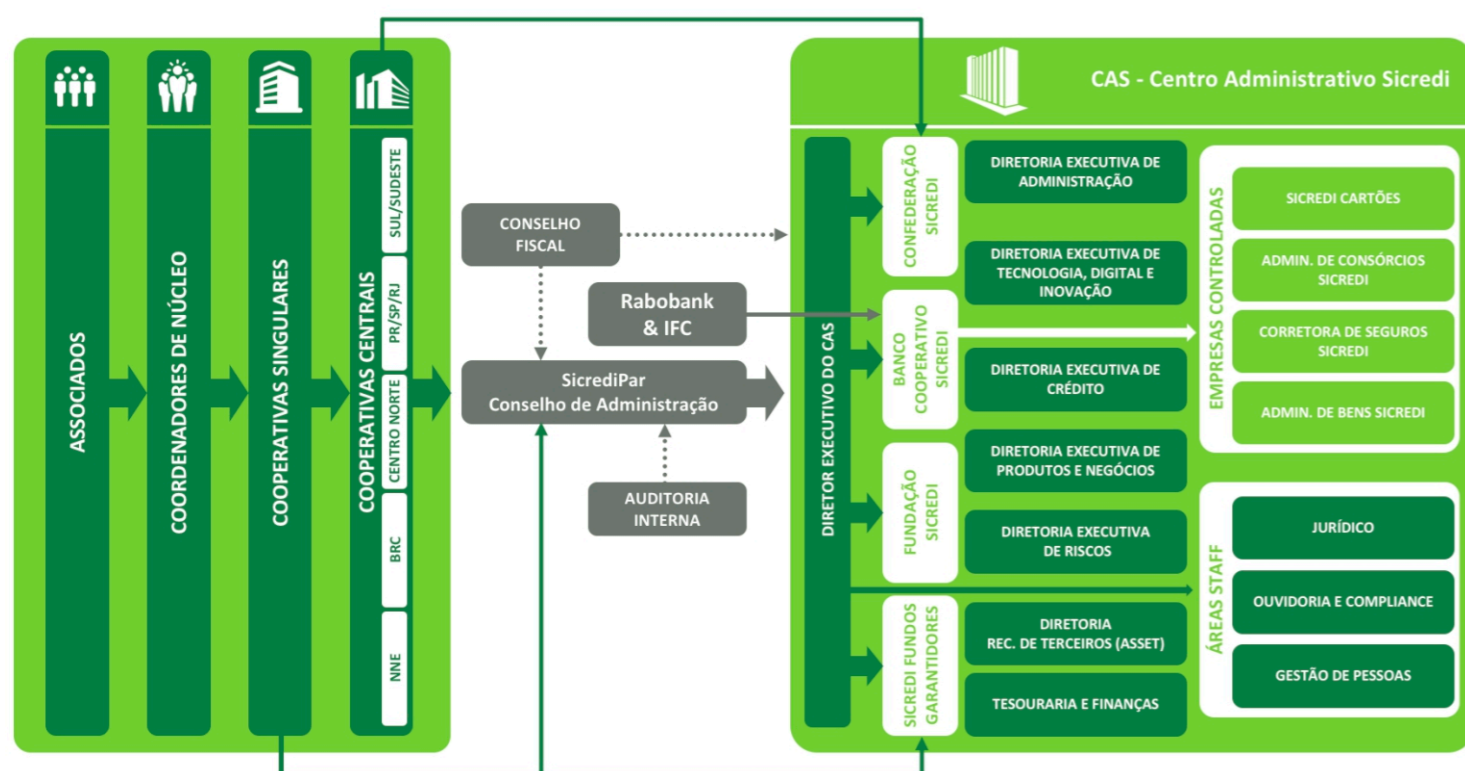 ASSOCIADOS
COORDENADORES DE NÚCLEO
COOPERATIVAS SINGULARES
COOPERATIVAS CENTRAIS
SUL/SUDESTE
PR/SP/RJ
CENTRO NORTE
BRC
NNE
CONSELHO
FISCAL
Rabobank
& IFC
SicrediPar
Conselho de Administração
AUDITORIA
INTERNA
CAS - Centro Administrativo Sicredi
DIRETOR EXECUTIVO DO CAS
CONFEDERAÇÃO
SICREDI
BANCO
COOPERATIVO
SICREDI
FUNDAÇÃO
SICREDI
SICREDI FUNDOS
GARANTIDORES
DIRETORIA EXECUTIVA DE
ADMINISTRAÇÃO
DIRETORIA EXECUTIVA DE
TECNOLOGIA, DIGITAL E
INOVAÇÃO
DIRETORIA EXECUTIVA DE
CRÉDITO
DIRETORIA EXECUTIVA DE
PRODUTOS E NEGÓCIOS
DIRETORIA EXECUTIVA
DE RISCOS
DIRETORIA
REC. DE TERCEIROS (ASSET)
TESOURARIA E FINANÇAS
EMPRESAS CONTROLADAS
SICREDI CARTÕES
ADMIN. DE CONSÓRCIOS
SICREDI
CORRETORA DE SEGUROS
SICREDI
ADMIN. DE BENS SICREDI
ÁREAS STAFF
JURÍDICO
OUVIDORIA E COMPLIANCE
GESTÃO DE PESSOAS